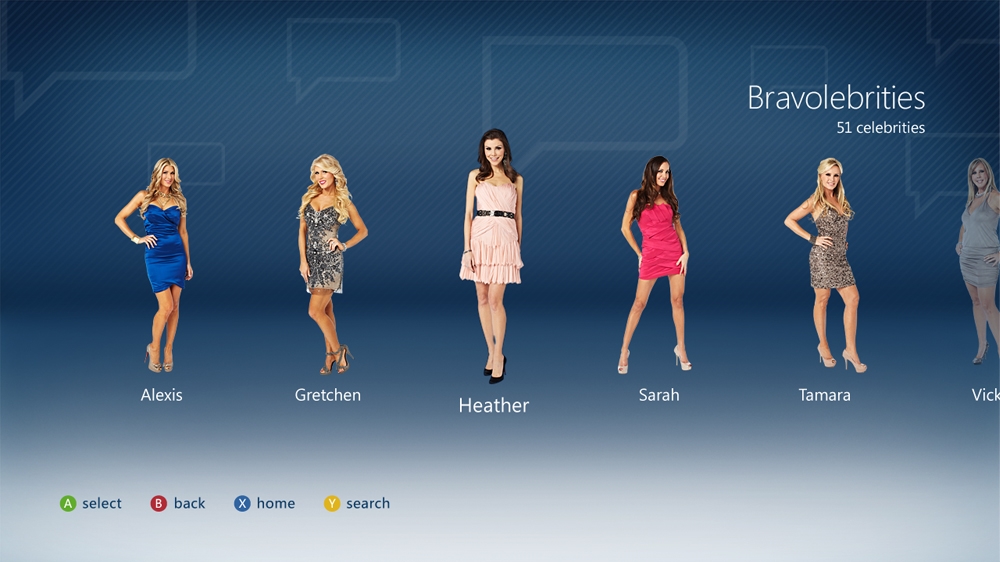 Bravolebrities
51 celebrities
Alexis
Gretchen
Heather
Sarah
Tamara
Vick
A select
B back
X home
Y search